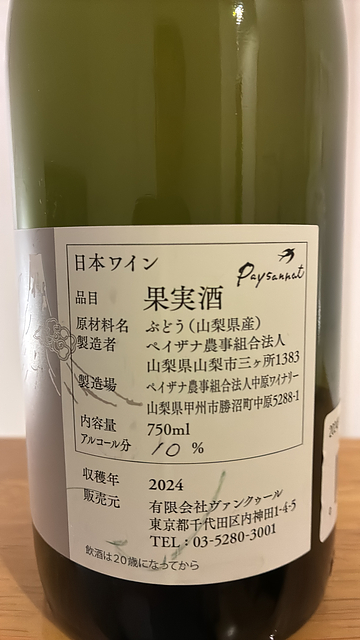 日本ワイン
Paysannat
品目 果実酒
原材料名 ぶどう(山梨県産)
製造者 ペイザナ農事組合法人
山梨県山梨市三ヶ所1383
製造場 ペイザナ農事組合法人中原ワイナリー
山梨県甲州市勝沼町中原5288-1
内容量 750ml
アルコール分 10 %
収穫年 2024
販売元 有限会社ヴァンクゥール
東京都千代田区内神田1-4-5
TEL:03-5280-3001
飲酒は20歳になってから